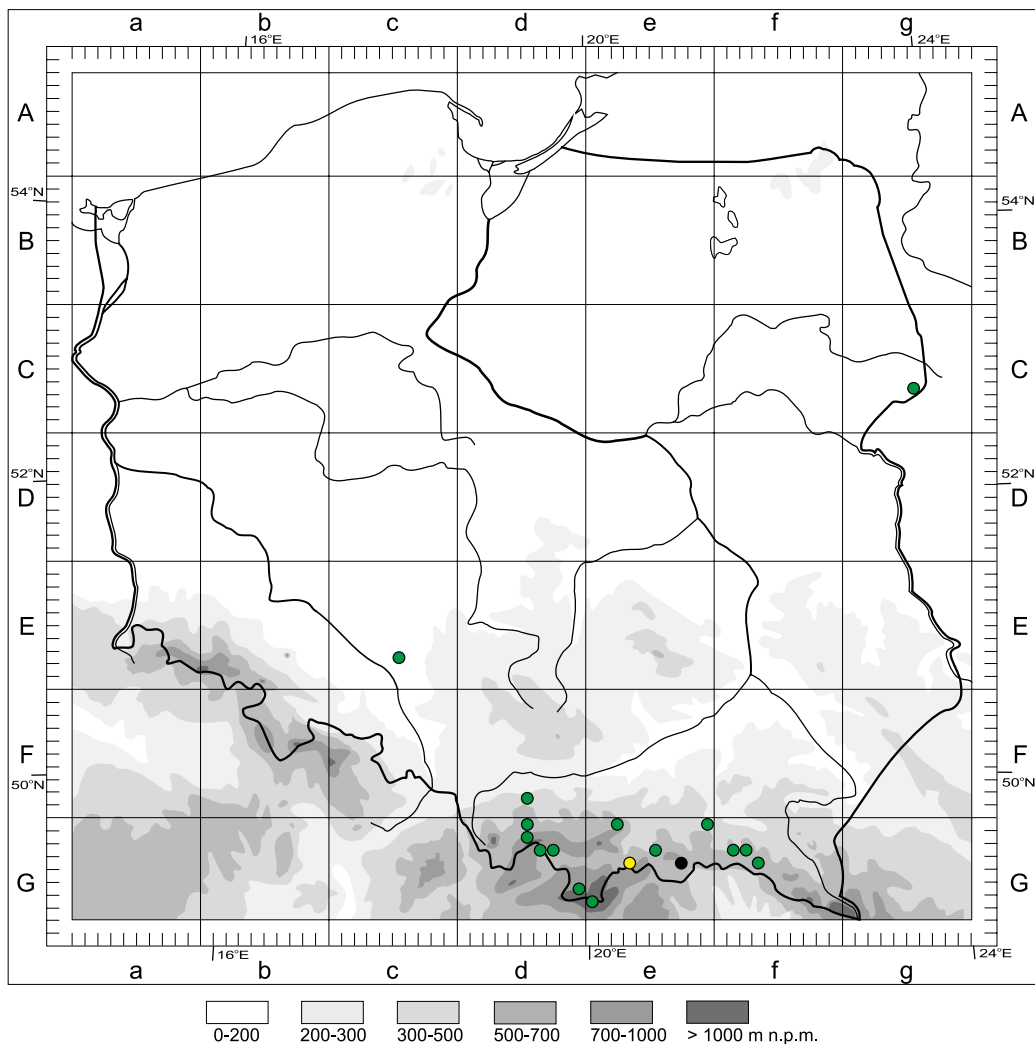 a b c d e f g
16°E 20°E 24°E
A A
54°N 54°N
B B
C C
52°N 52°N
D D
E E
F F
50°N 50°N
G G
16°E 20°E 24°E
a b c d e f g
0-200 200-300 300-500 500-700 700-1000 > 1000 m n.p.m.